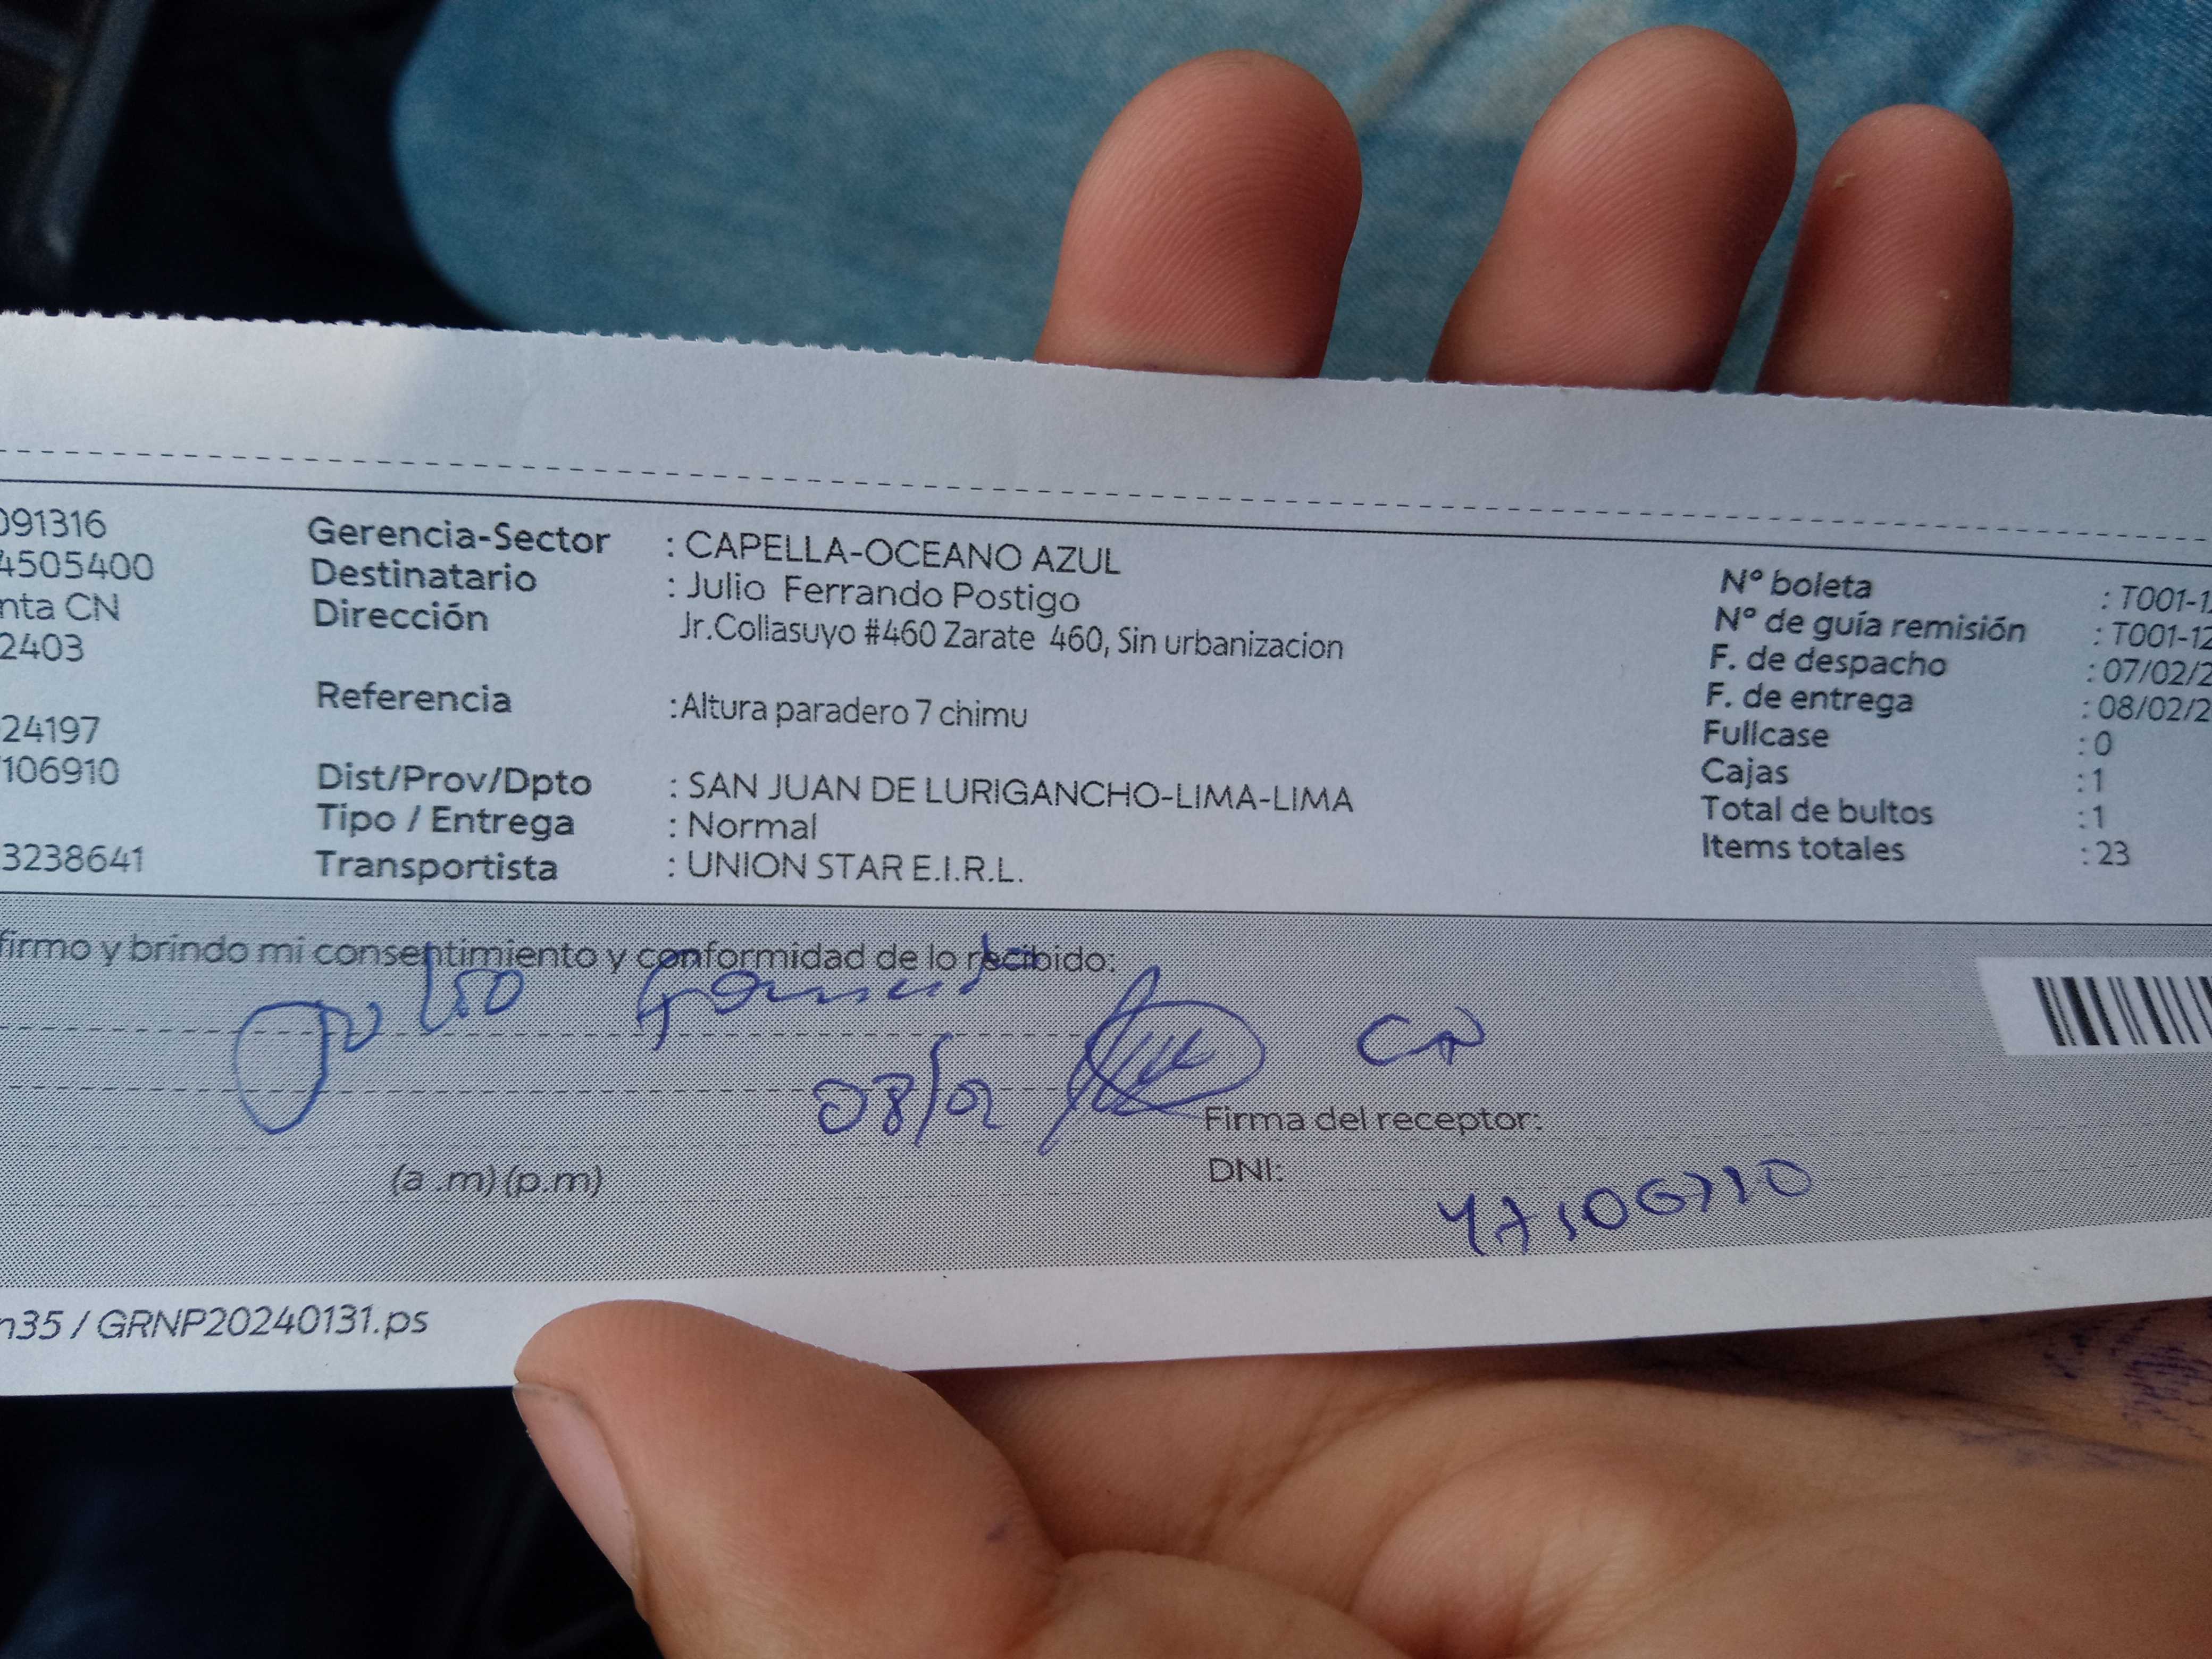 091316
4505400
nta CN
2403
24197
106910
3238641
Gerencia-Sector : CAPELLA-OCEANO AZUL
Destinatario : Julio Ferrando Postigo
Dirección Jr.Collasuyo #460 Zarate 460, Sin urbanizacion
Referencia :Altura paradero 7 chimu
Dist/Prov/Dpto : SAN JUAN DE LURIGANCHO-LIMA-LIMA
Tipo / Entrega : Normal
Transportista : UNION STAR E.I.R.L.
Nº boleta : T001-1
Nº de guía remisión : T001-12
F. de despacho : 07/02/2
F. de entrega : 08/02/2
Fullcase : 0
Cajas : 1
Total de bultos : 1
Items totales : 23
firmo y brindo mi consentimiento y conformidad de lo recibido:
Julio
08/02 CN
Firma del receptor:
(a .m) (p.m)
DNI:
n35 / GRNP20240131.ps